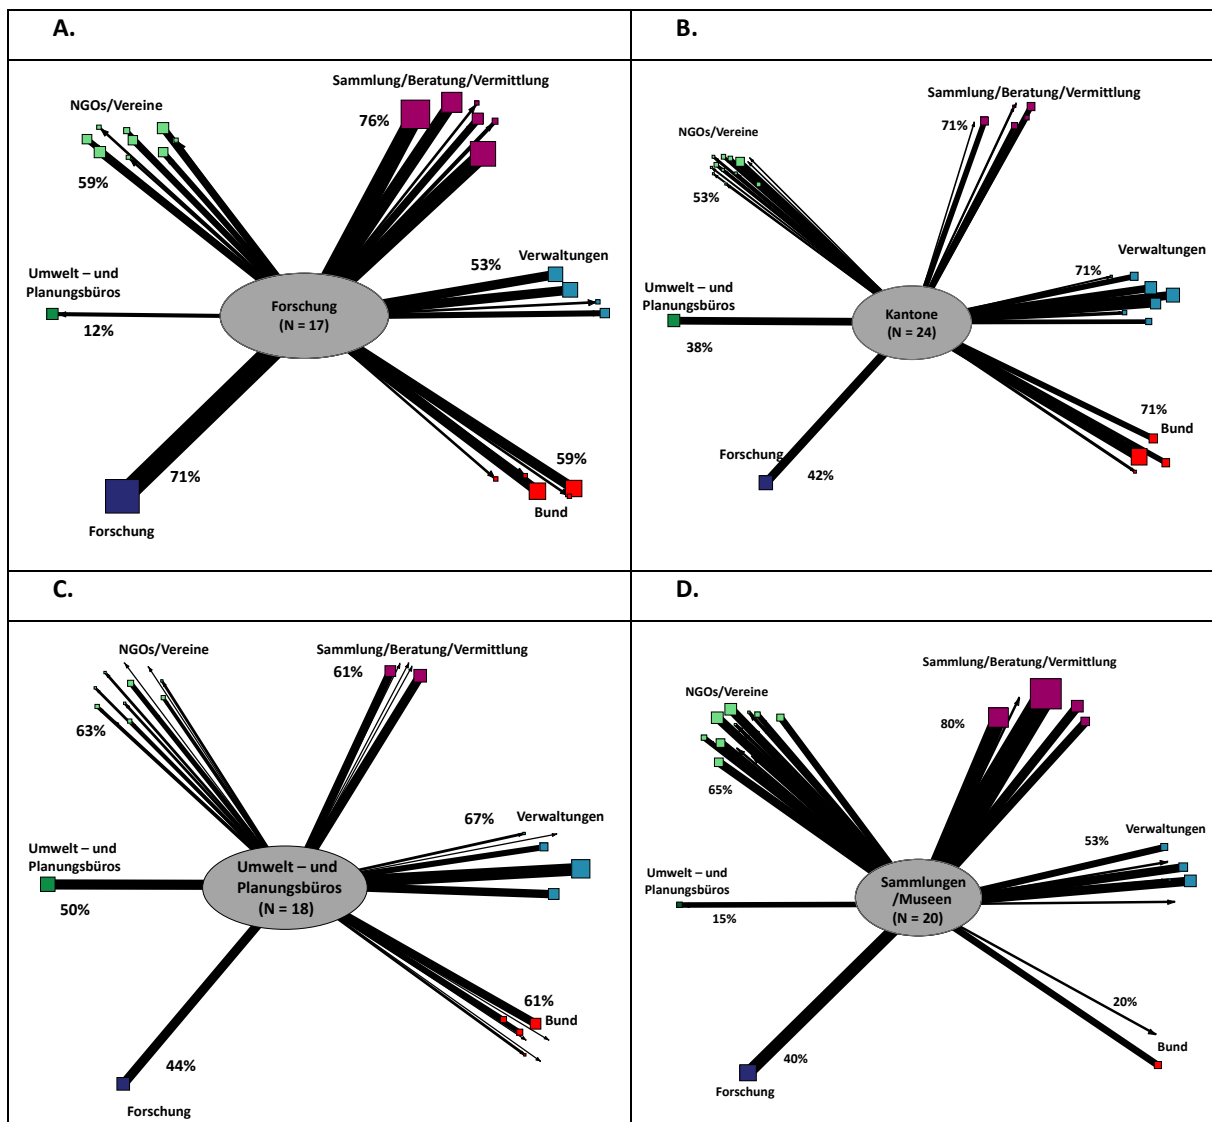 A.
B.
Sammlung/Beratung/Vermittlung
NGOs/Vereine
76%
59%
Umwelt – und
Planungsbüros
12%
Forschung
(N = 17)
53%
Verwaltungen
71%
Forschung
59%
Bund
Sammlung/Beratung/Vermittlung
NGOs/Vereine
71%
53%
Umwelt – und
Planungsbüros
38%
Kantone
(N = 24)
Verwaltungen
71%
Forschung
42%
71%
Bund
C.
D.
NGOs/Vereine
Sammlung/Beratung/Vermittlung
61%
63%
Umwelt – und
Planungsbüros
50%
Umwelt – und
Planungsbüros
(N = 18)
67%
Verwaltungen
61%
Bund
44%
Forschung
Sammlung/Beratung/Vermittlung
NGOs/Vereine
80%
65%
Umwelt – und
Planungsbüros
15%
Sammlungen
/Museen
(N = 20)
53%
Verwaltungen
20%
Bund
40%
Forschung